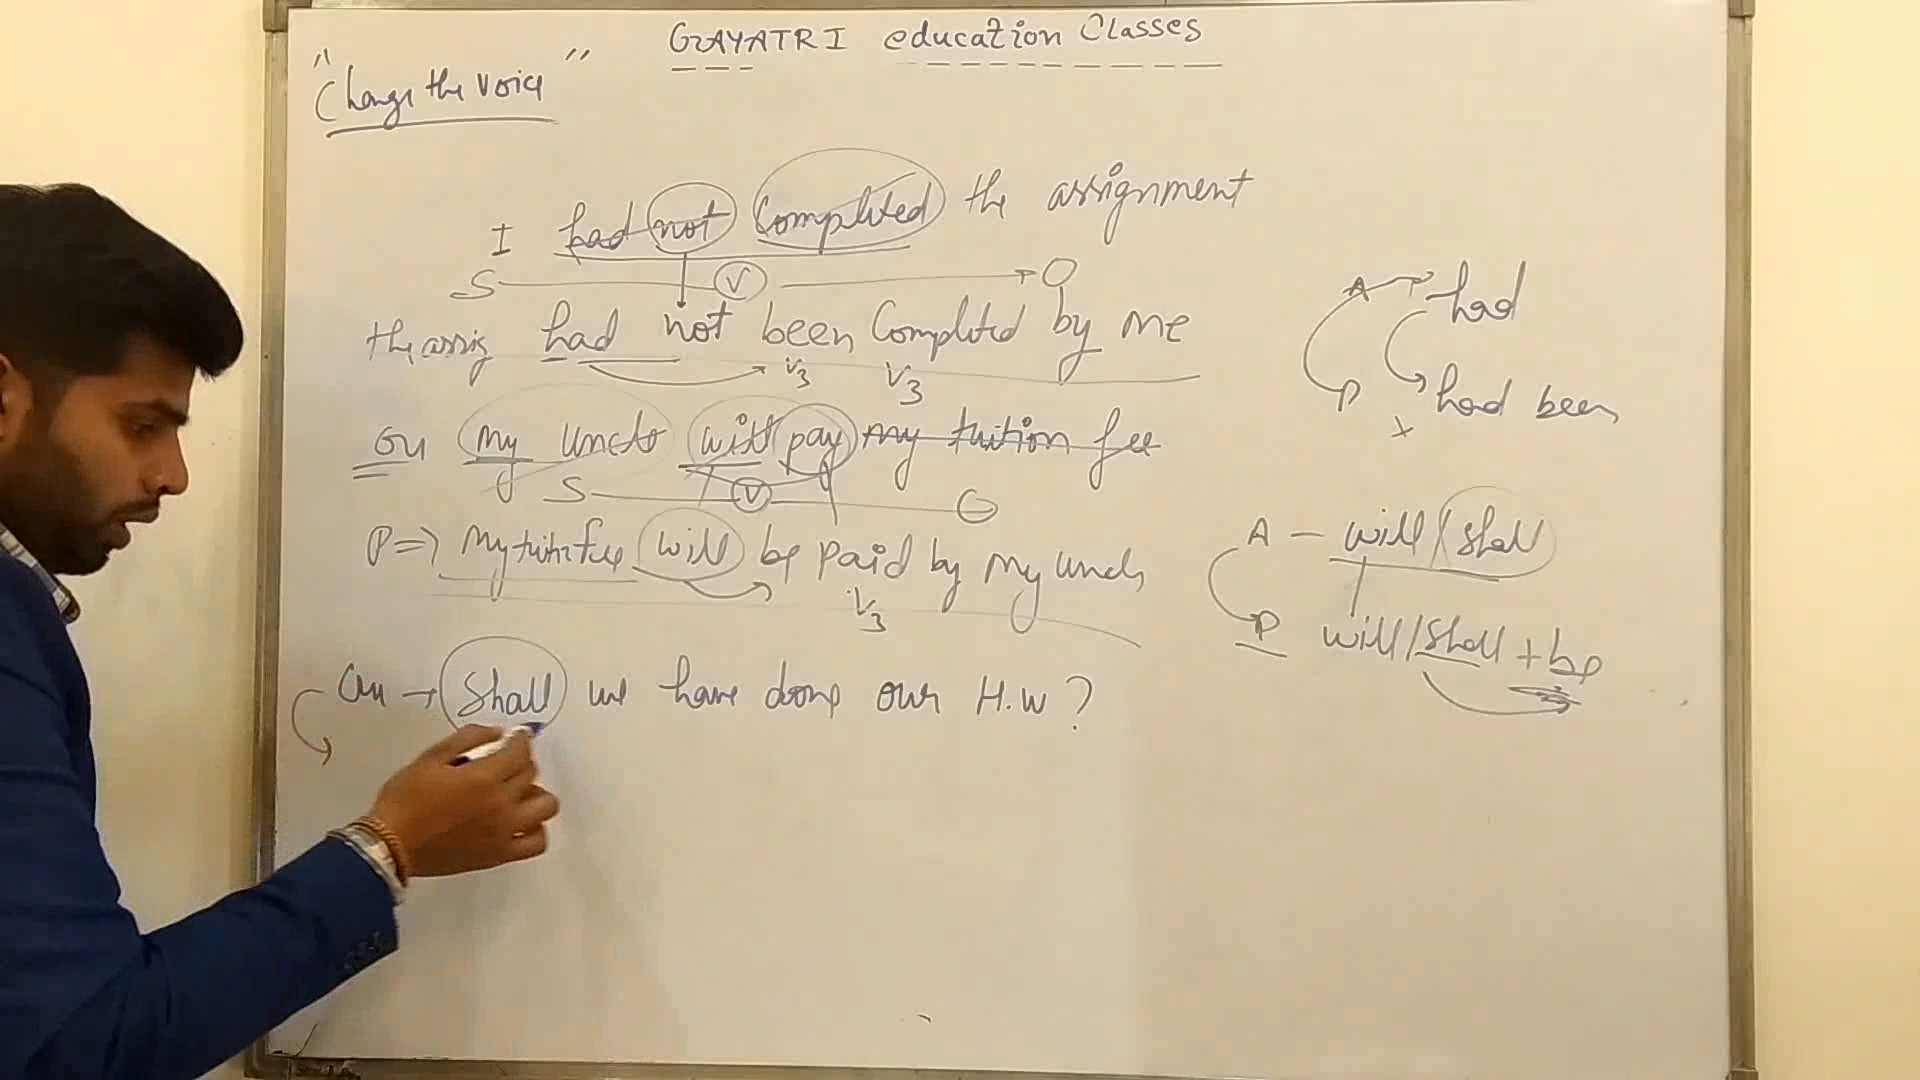 GAYATRI education Classes
"Change the Voice"
I had not Completed the assignment
S V O
the assig had not been Completed by me
V3 V3
my uncle will pay my tuition fee
S V O
P => My tuition fee will be paid by my uncle
V3
Shall we have done our H.W?
A P had
P had been
A - will/shall
P will/shall + be